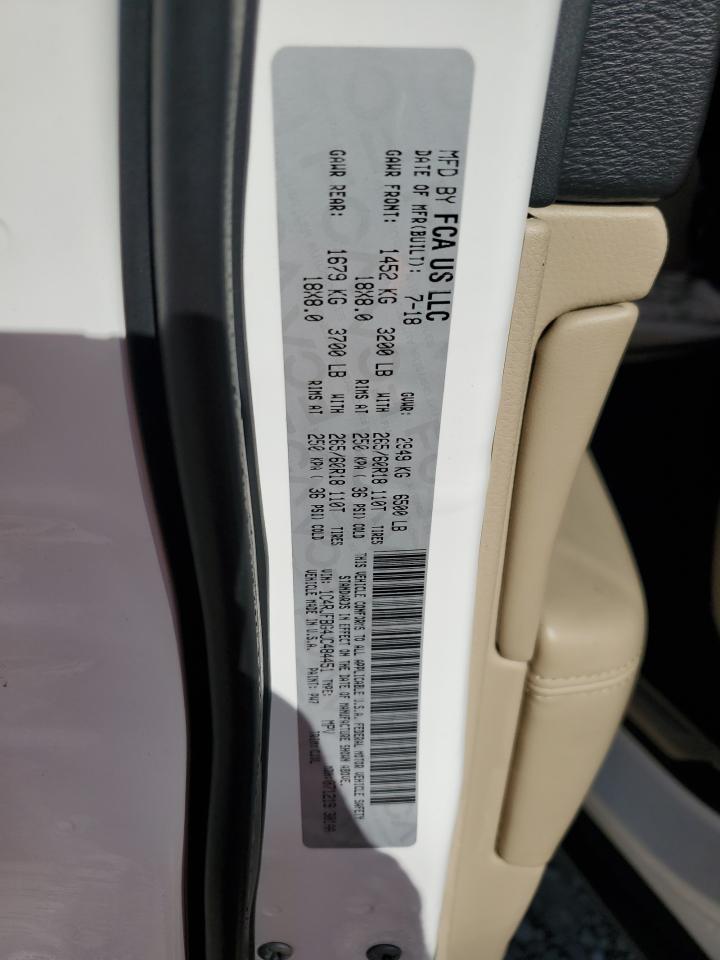 MFD BY FCA US LLC
DATE OF MFR(BUILT): 7-18 GVWR: 2949 KG 6500 LB
GAWR FRONT: 1452 KG 3200 LB WITH 265/60R18 110T TIRES
18X8.0 RIMS AT 250 KPA ( 36 PSI) COLD
GAWR REAR: 1679 KG 3700 LB WITH 265/60R18 110T TIRES
18X8.0 RIMS AT 250 KPA ( 36 PSI) COLD
THIS VEHICLE CONFORMS TO ALL APPLICABLE U.S.A. FEDERAL MOTOR VEHICLE SAFETY
STANDARDS IN EFFECT ON THE DATE OF MANUFACTURE SHOWN ABOVE.
VIN: 1C4RJFBG4JC484451 TYPE: MPV
VEHICLE MADE IN U.S.A. PAINT: PW7